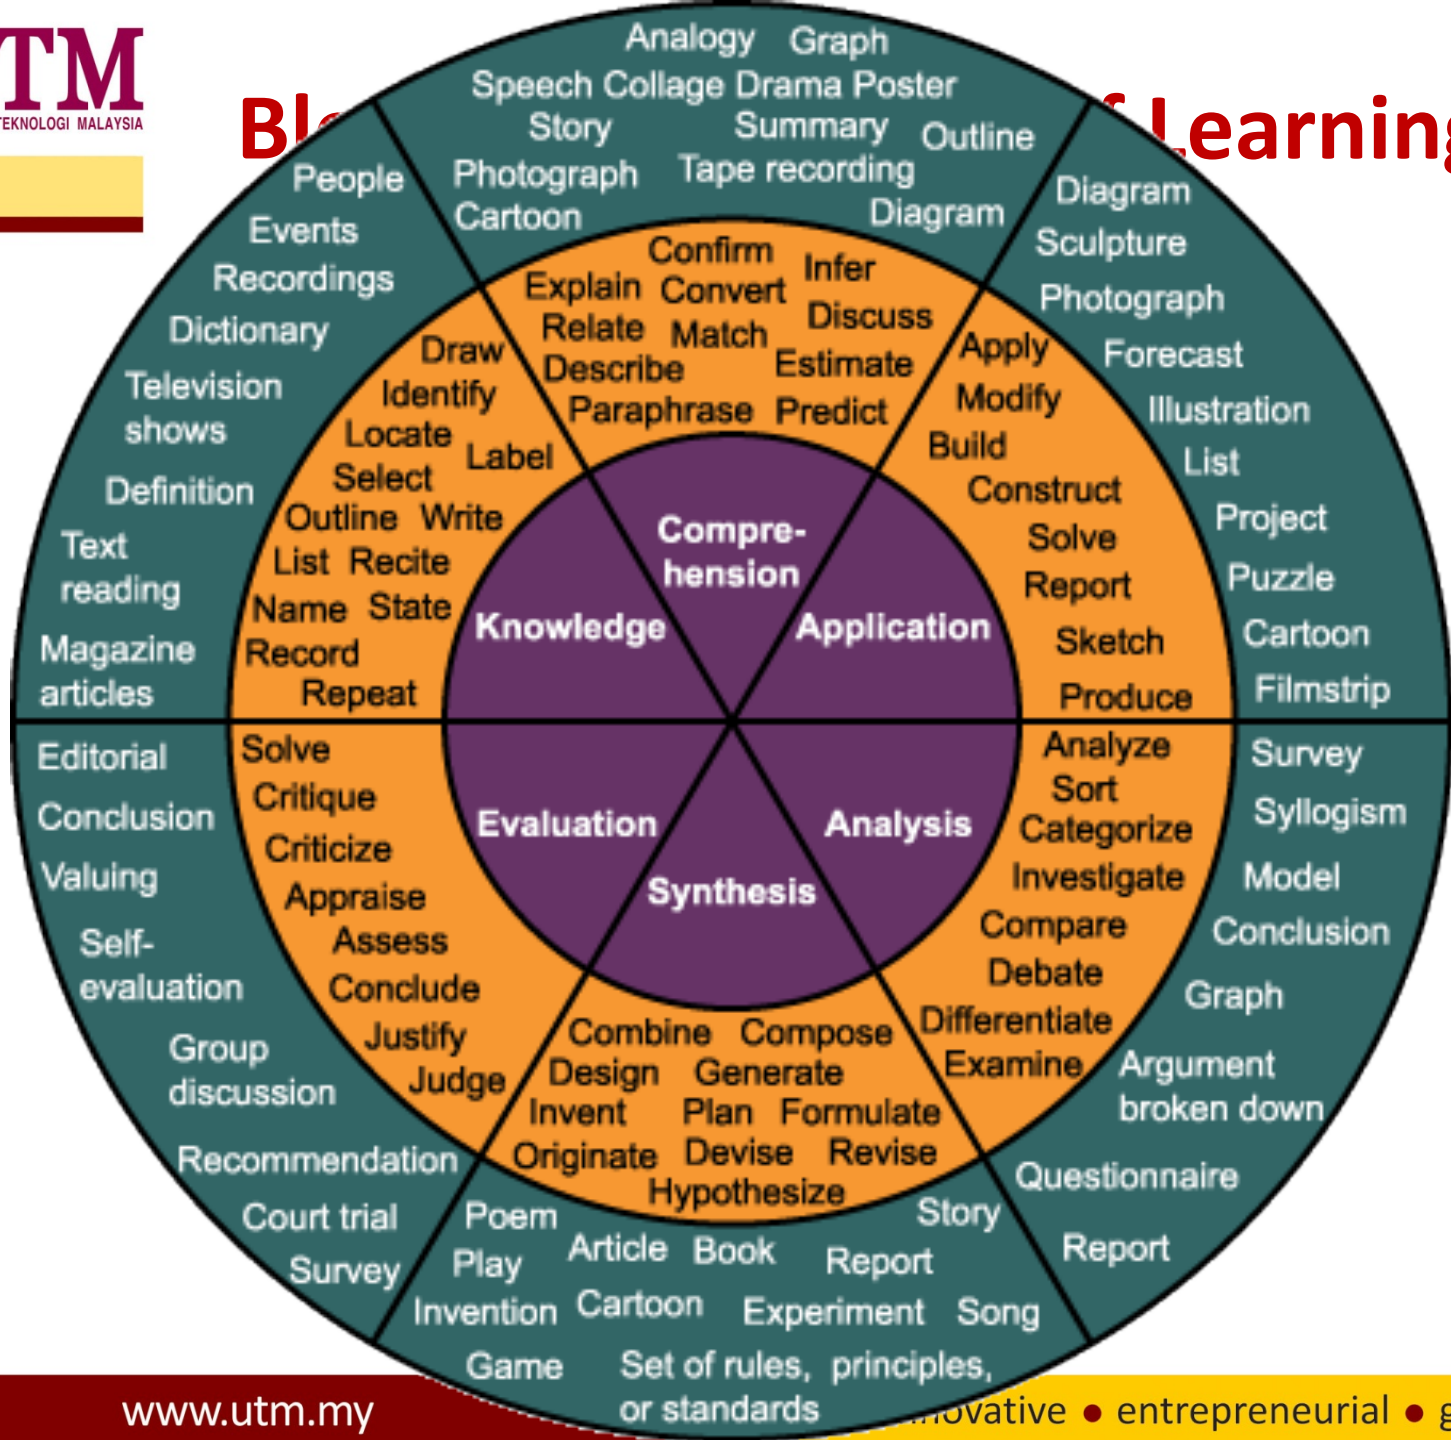 TM
TEKNOLOGI MALAYSIA
Learning
Analogy Graph
Speech Collage Drama Poster
Story Summary Outline
Photograph Tape recording
Cartoon Diagram
People
Events
Recordings
Dictionary
Television
shows
Definition
Text
reading
Magazine
articles
Diagram
Sculpture
Photograph
Forecast
Illustration
List
Project
Puzzle
Cartoon
Filmstrip
Confirm Infer
Explain Convert
Discuss
Relate Match
Describe Estimate
Paraphrase Predict
Draw
Identify
Locate
Label
Select
Outline Write
List Recite
Name State
Record
Repeat
Apply
Modify
Build
Construct
Solve
Report
Sketch
Produce
Compre-
hension
Knowledge
Application
Evaluation
Analysis
Synthesis
Solve
Critique
Criticize
Appraise
Assess
Conclude
Justify
Judge
Analyze
Sort
Categorize
Investigate
Compare
Debate
Differentiate
Examine
Combine Compose
Design Generate
Invent Plan Formulate
Originate Devise Revise
Hypothesize
Editorial
Conclusion
Valuing
Self-
evaluation
Group
discussion
Recommendation
Court trial
Survey
Survey
Syllogism
Model
Conclusion
Graph
Argument
broken down
Questionnaire
Report
Poem Story
Play Article Book Report
Invention Cartoon Experiment Song
Game Set of rules, principles,
or standards
www.utm.my
ovative ● entrepreneurial ●